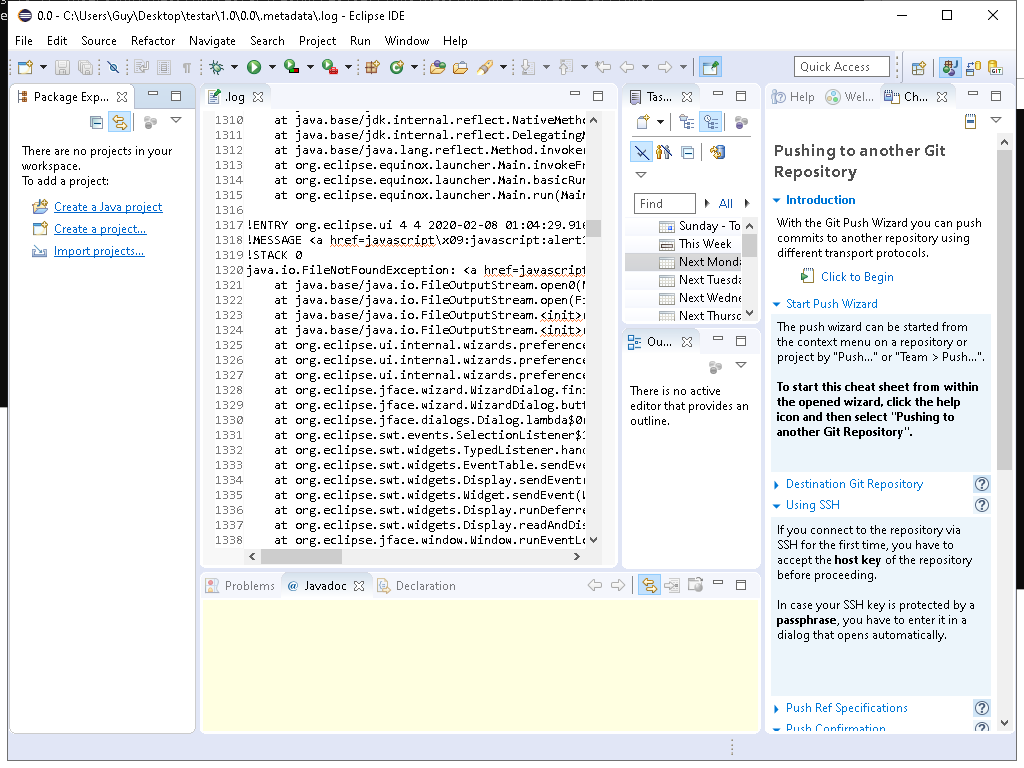 0.0 - C:\Users\Guy\Desktop\testar\1.0\0.0\.metadata\.log - Eclipse IDE
File Edit Source Refactor Navigate Search Project Run Window Help
Quick Access
Package Exp...
There are no projects in your
workspace.
To add a project:
Create a Java project
Create a project...
Import projects...
.log
1310 at java.base/jdk.internal.reflect.NativeMetho
1311 at java.base/jdk.internal.reflect.DelegatingM
1312 at java.base/java.lang.reflect.Method.invoke
1313 at org.eclipse.equinox.launcher.Main.invokeFr
1314 at org.eclipse.equinox.launcher.Main.basicRun
1315 at org.eclipse.equinox.launcher.Main.run(Main
1316
1317 !ENTRY org.eclipse.ui 4 4 2020-02-08 01:04:29.916
1318 !MESSAGE <a href=javascript\x09:javascript:alert1
1319 !STACK 0
1320 java.io.FileNotFoundException: <a href=javascript
1321 at java.base/java.io.FileOutputStream.open0(N
1322 at java.base/java.io.FileOutputStream.open(Fi
1323 at java.base/java.io.FileOutputStream.<init>
1324 at java.base/java.io.FileOutputStream.<init>
1325 at org.eclipse.ui.internal.wizards.preference
1326 at org.eclipse.ui.internal.wizards.preference
1327 at org.eclipse.ui.internal.wizards.preference
1328 at org.eclipse.jface.wizard.WizardDialog.fini
1329 at org.eclipse.jface.wizard.WizardDialog.butt
1330 at org.eclipse.jface.dialogs.Dialog.lambda$0
1331 at org.eclipse.swt.events.SelectionListener$1
1332 at org.eclipse.swt.widgets.TypedListener.hand
1333 at org.eclipse.swt.widgets.EventTable.sendEve
1334 at org.eclipse.swt.widgets.Display.sendEvent
1335 at org.eclipse.swt.widgets.Widget.sendEvent(W
1336 at org.eclipse.swt.widgets.Display.runDeferre
1337 at org.eclipse.swt.widgets.Display.readAndDis
1338 at org.eclipse.jface.window.Window.runEventLo
Tas...
Find
All
Sunday - To
This Week
Next Monda
Next Tuesda
Next Wedne
Next Thursd
Ou...
There is no active
editor that provides an
outline.
Problems @ Javadoc Declaration
Help Wel... Ch...
Pushing to another Git
Repository
Introduction
With the Git Push Wizard you can push
commits to another repository using
different transport protocols.
Click to Begin
Start Push Wizard
The push wizard can be started from
the context menu on a repository or
project by "Push..." or "Team > Push...".
To start this cheat sheet from within
the opened wizard, click the help
icon and then select "Pushing to
another Git Repository".
Destination Git Repository
Using SSH
If you connect to the repository via
SSH for the first time, you have to
accept the host key of the repository
before proceeding.
In case your SSH key is protected by a
passphrase, you have to enter it in a
dialog that opens automatically.
Push Ref Specifications
Push Confirmation